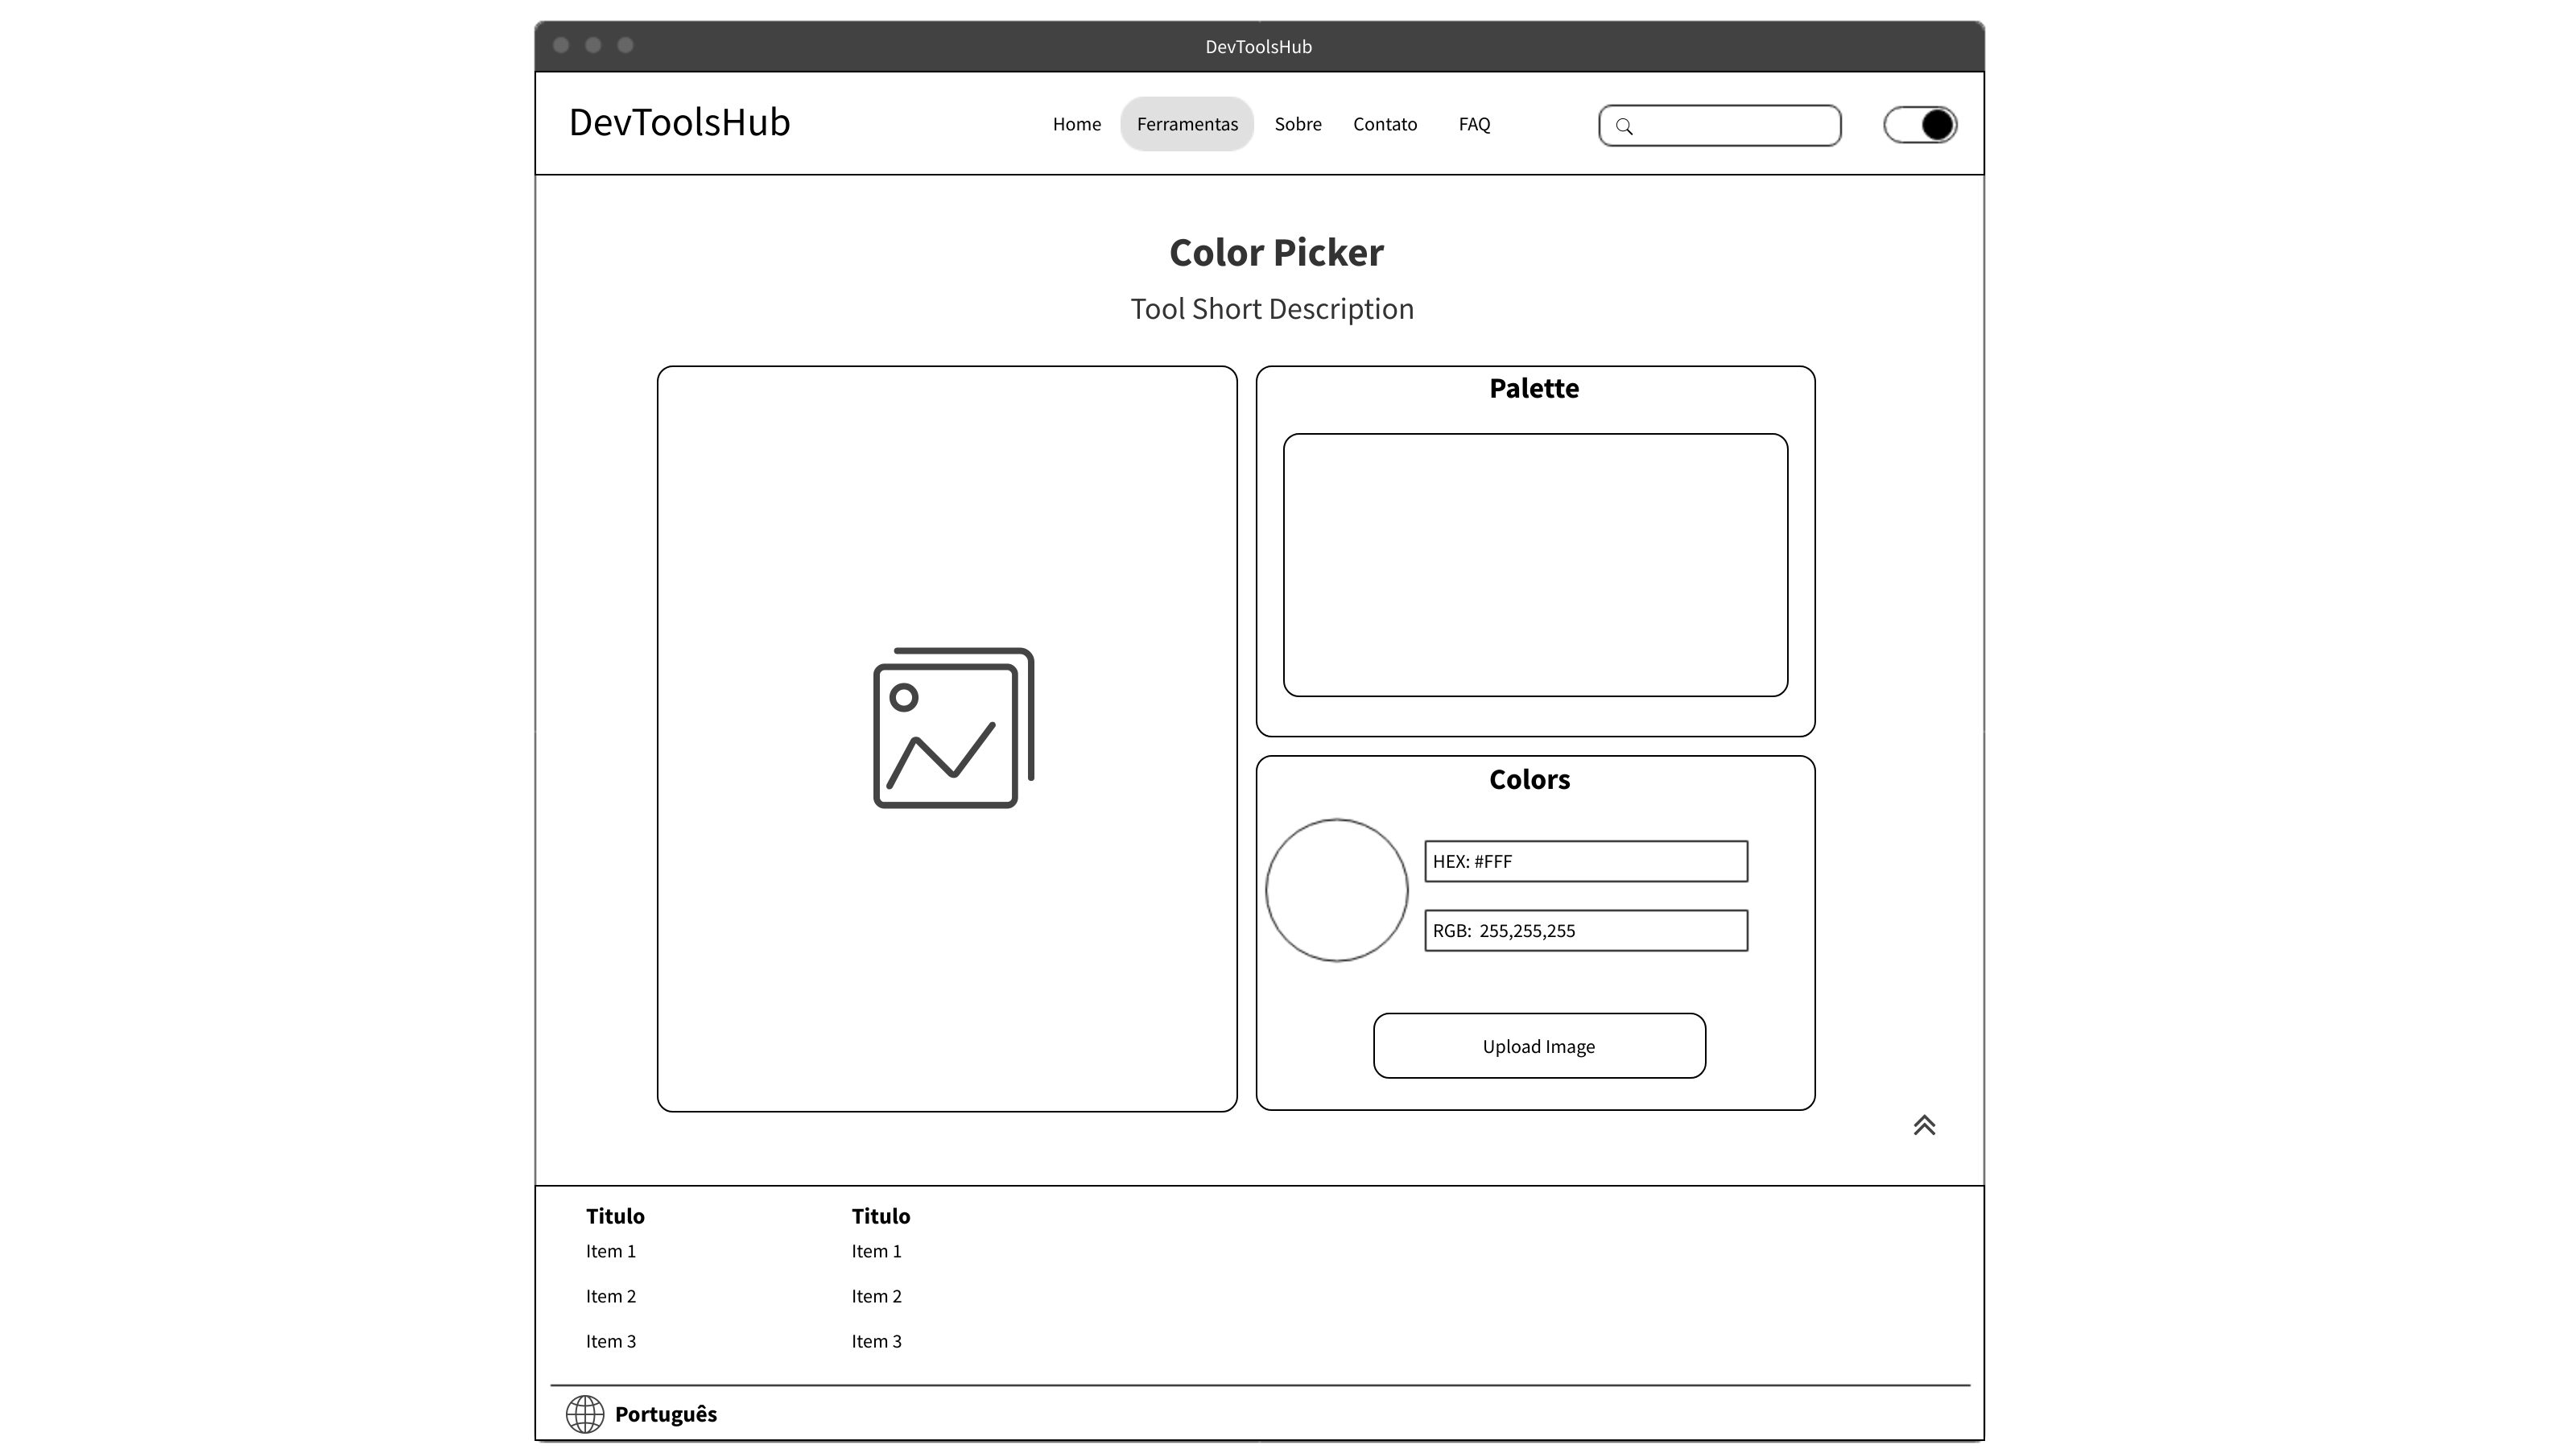 DevToolsHub
DevToolsHub
Home Ferramentas Sobre Contato FAQ
Color Picker
Tool Short Description
Palette
Colors
HEX: #FFF
RGB: 255,255,255
Upload Image
Titulo
Item 1
Item 2
Item 3
Titulo
Item 1
Item 2
Item 3
Português